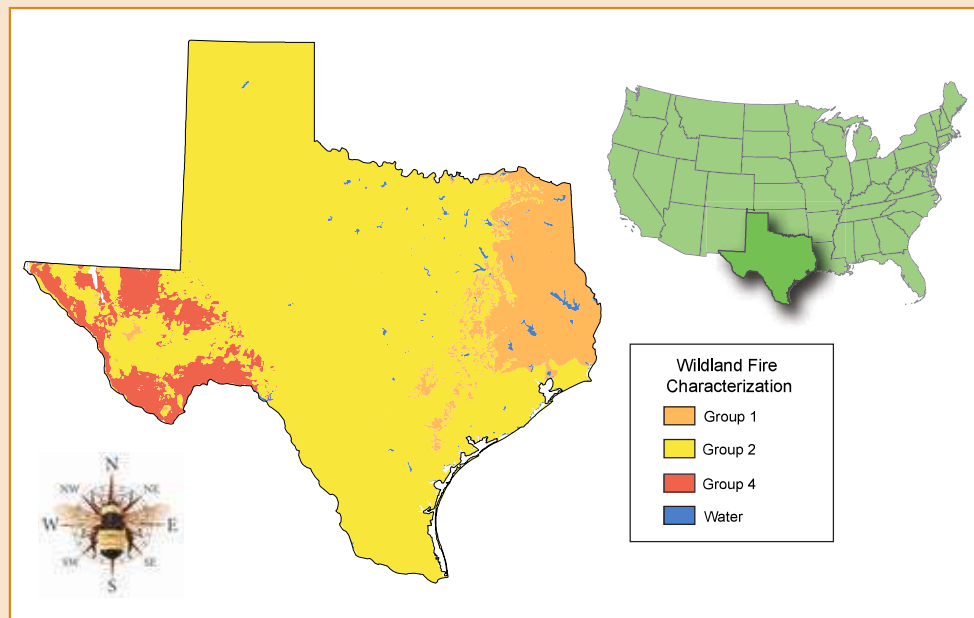 Wildland Fire
Characterization
Group 1
Group 2
Group 4
Water
N
NW NE
W E
SW SE
S